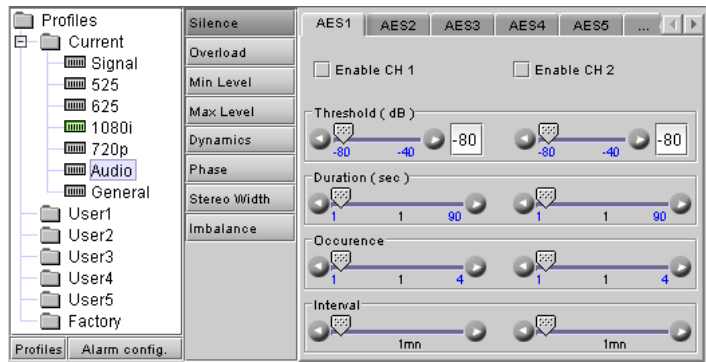 Profiles
Current
Signal
525
625
1080i
720p
Audio
General
User1
User2
User3
User4
User5
Factory
Profiles Alarm config.
Silence
Overload
Min Level
Max Level
Dynamics
Phase
Stereo Width
Imbalance
AES1 AES2 AES3 AES4 AES5 ...
Enable CH 1 Enable CH 2
Threshold ( dB )
-80 -40 -80 -80 -40 -80
Duration ( sec )
1 1 90 1 1 90
Occurence
1 1 4 1 1 4
Interval
1mn 1mn